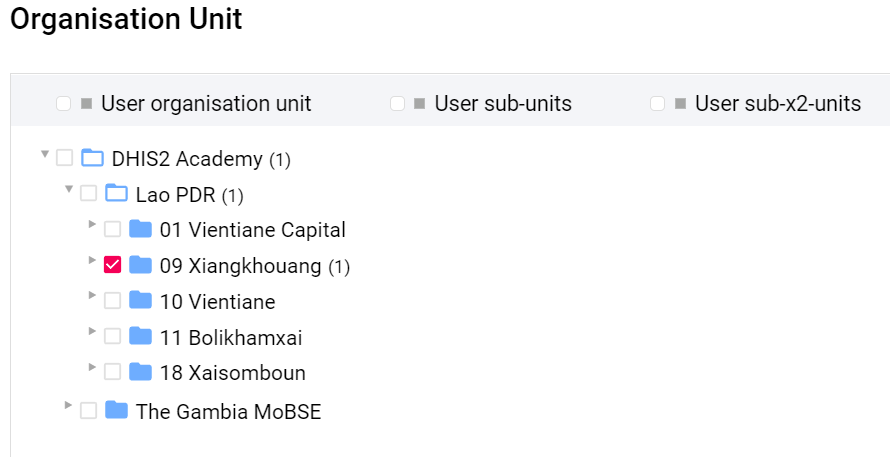 Organisation Unit
User organisation unit User sub-units User sub-x2-units
DHIS2 Academy (1)
Lao PDR (1)
01 Vientiane Capital
09 Xiangkhouang (1)
10 Vientiane
11 Bolikhamxai
18 Xaisomboun
The Gambia MoBSE